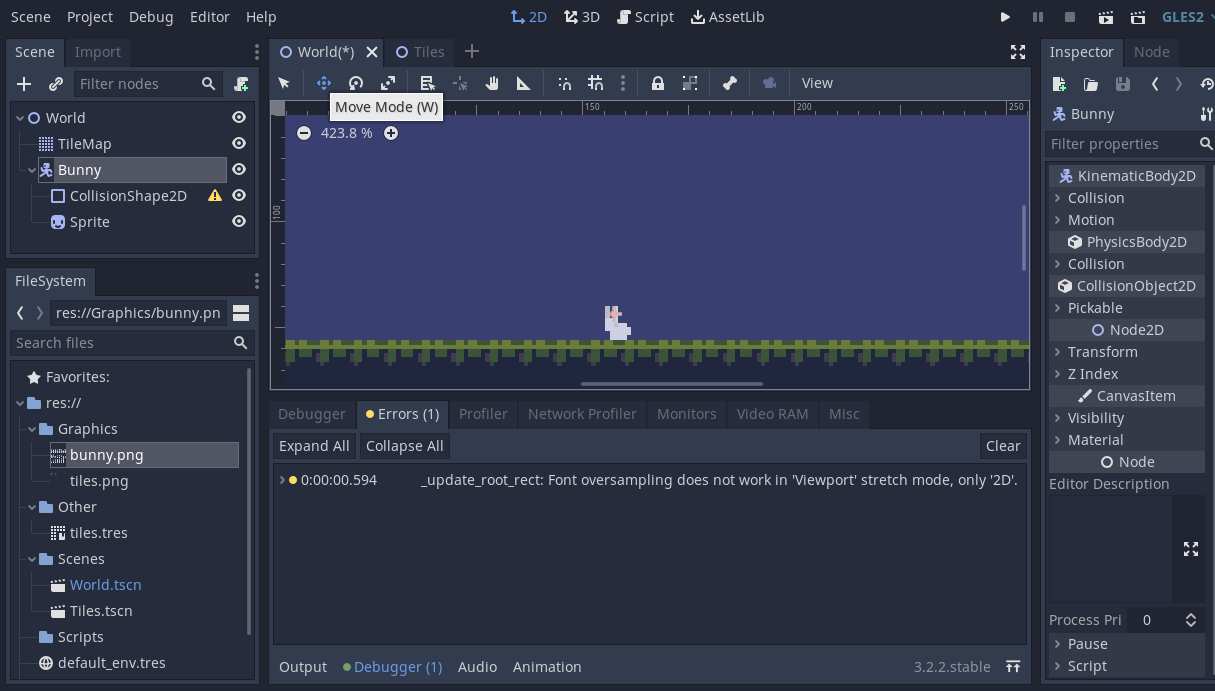 Scene Project Debug Editor Help 2D 3D Script AssetLib GLES2
Scene Import
Filter nodes
World
TileMap
Bunny
CollisionShape2D
Sprite
FileSystem
res://Graphics/bunny.pn
Search files
Favorites:
res://
Graphics
bunny.png
tiles.png
Other
tiles.tres
Scenes
World.tscn
Tiles.tscn
Scripts
default_env.tres
World(*) Tiles
View
Move Mode (W)
150 200 250
423.8 %
100
Debugger Errors (1) Profiler Network Profiler Monitors Video RAM Misc
Expand All Collapse All Clear
0:00:00.594 _update_root_rect: Font oversampling does not work in 'Viewport' stretch mode, only '2D'.
Output Debugger (1) Audio Animation 3.2.2.stable
Inspector Node
Bunny
Filter properties
KinematicBody2D
Collision
Motion
PhysicsBody2D
Collision
CollisionObject2D
Pickable
Node2D
Transform
Z Index
CanvasItem
Visibility
Material
Node
Editor Description
Process Pri 0
Pause
Script